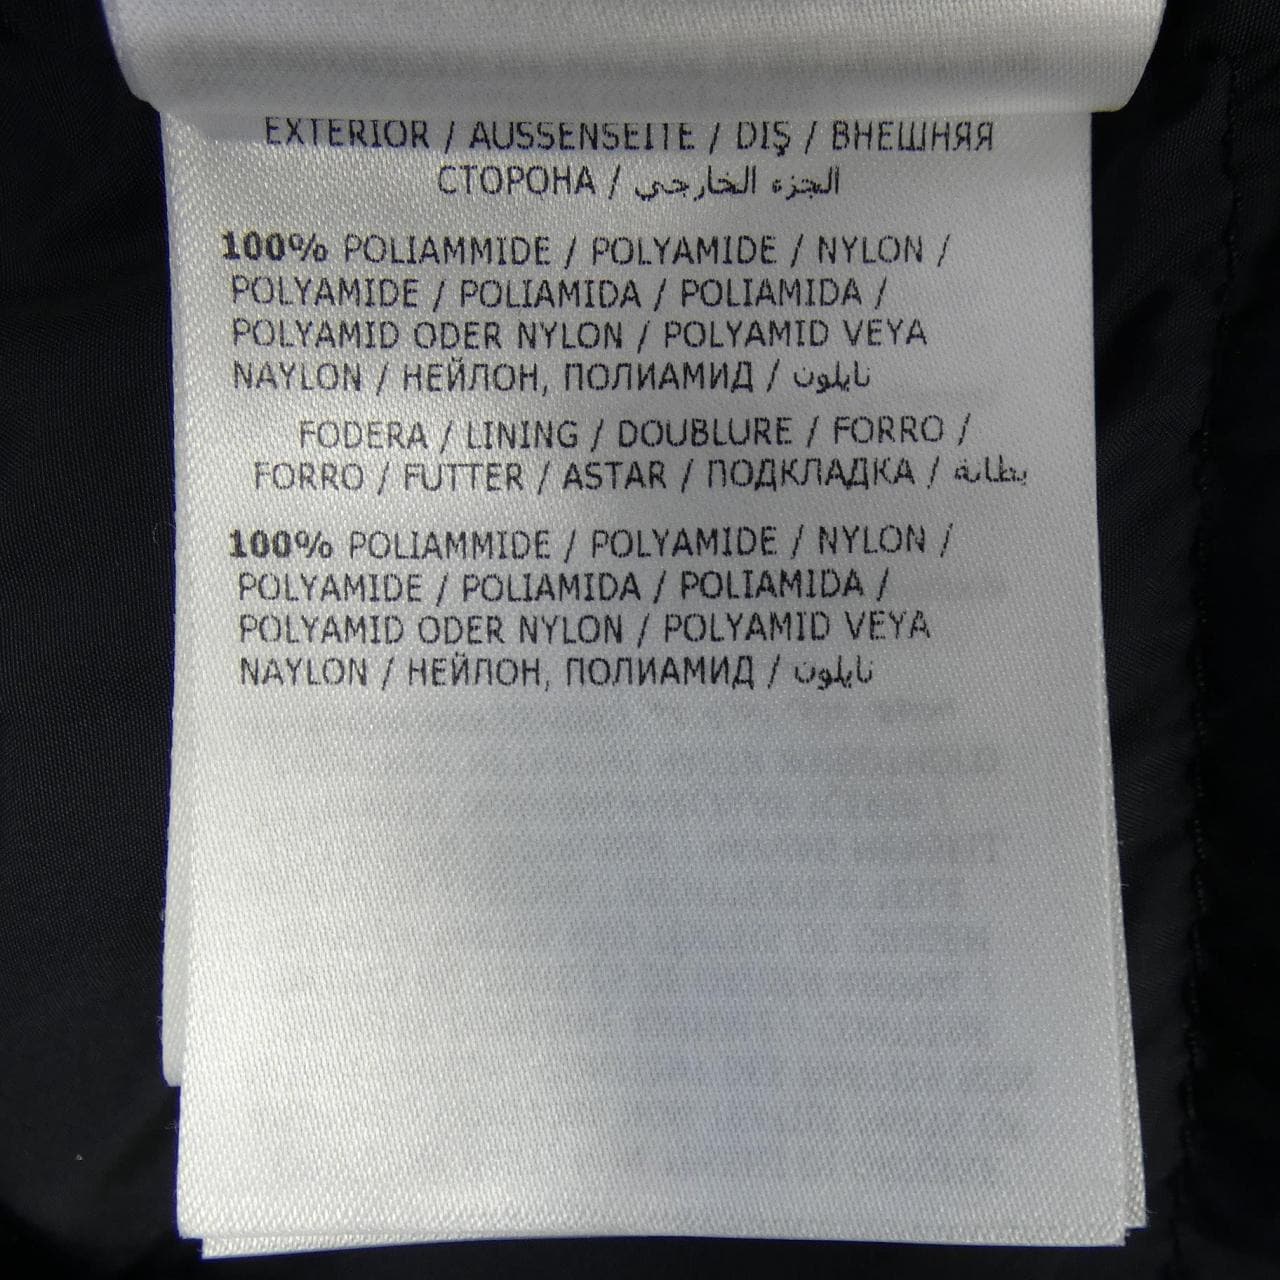 EXTERIOR / AUSSENSEITE / DIŞ / ВНЕШНЯЯ
СТОРОНА / الجزء الخارجي
100% POLIAMMIDE / POLYAMIDE / NYLON /
POLYAMIDE / POLIAMIDA / POLIAMIDA /
POLYAMID ODER NYLON / POLYAMID VEYA
NAYLON / НЕЙЛОН, ПОЛИАМИД / نايلون
FODERA / LINING / DOUBLURE / FORRO /
FORRO / FUTTER / ASTAR / ПОДКЛАДКА / بطانة
100% POLIAMMIDE / POLYAMIDE / NYLON /
POLYAMIDE / POLIAMIDA / POLIAMIDA /
POLYAMID ODER NYLON / POLYAMID VEYA
NAYLON / НЕЙЛОН, ПОЛИАМИД / نايلون